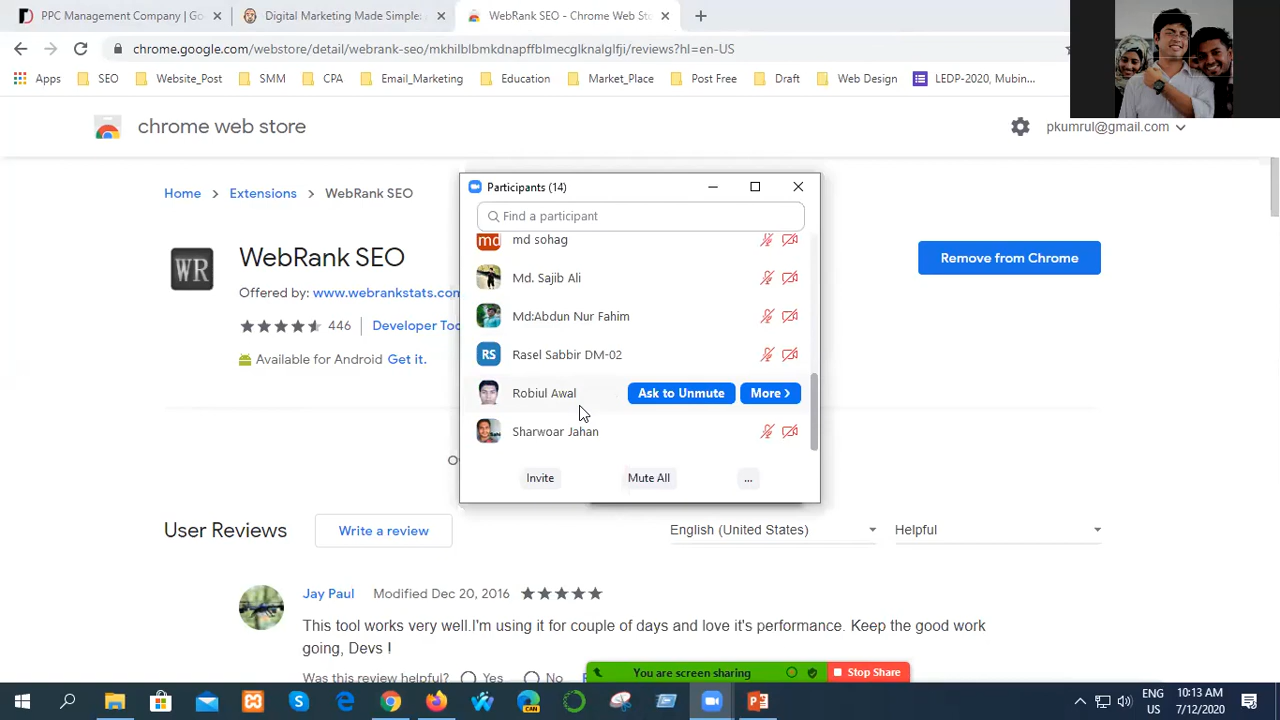 PPC Management Company | Go
Digital Marketing Made Simple:
WebRank SEO - Chrome Web Sto
chrome.google.com/webstore/detail/webrank-seo/mkhilblbmkdnapffblmecglknalglfji/reviews?hl=en-US
Apps SEO Website_Post SMM CPA Email_Marketing Education Market_Place Post Free Draft Web Design LEDP-2020, Mubin...
chrome web store
pkumrul@gmail.com
Home > Extensions > WebRank SEO
WebRank SEO
WR
Offered by: www.webrankstats.com
446 | Developer Too
Available for Android Get it.
Remove from Chrome
Participants (14)
Find a participant
md md sohag
Md. Sajib Ali
Md:Abdun Nur Fahim
RS Rasel Sabbir DM-02
Robiul Awal Ask to Unmute More >
Sharwoar Jahan
Invite Mute All ...
User Reviews
Write a review
English (United States)
Helpful
Jay Paul Modified Dec 20, 2016
This tool works very well.I'm using it for couple of days and love it's performance. Keep the good work
going, Devs !
Was this review helpful? Yes No
You are screen sharing Stop Share
CAN
ENG
US
10:13 AM
7/12/2020